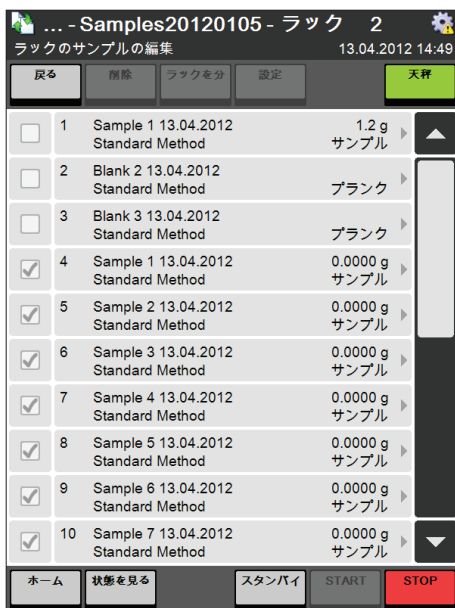 ... - Samples20120105 - ラック 2
ラックのサンプルの編集 13.04.2012 14:49
戻る 削除 ラックを分 設定 天秤
1 Sample 1 13.04.2012 1.2 g
Standard Method サンプル
2 Blank 2 13.04.2012
Standard Method ブランク
3 Blank 3 13.04.2012
Standard Method ブランク
4 Sample 1 13.04.2012 0.0000 g
Standard Method サンプル
5 Sample 2 13.04.2012 0.0000 g
Standard Method サンプル
6 Sample 3 13.04.2012 0.0000 g
Standard Method サンプル
7 Sample 4 13.04.2012 0.0000 g
Standard Method サンプル
8 Sample 5 13.04.2012 0.0000 g
Standard Method サンプル
9 Sample 6 13.04.2012 0.0000 g
Standard Method サンプル
10 Sample 7 13.04.2012 0.0000 g
Standard Method サンプル
ホーム 状態を見る スタンバイ START STOP